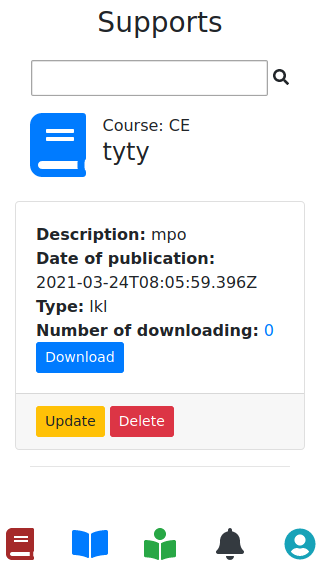 Supports
Course: CE
tyty
Description: mpo
Date of publication:
2021-03-24T08:05:59.396Z
Type: lkl
Number of downloading: 0
Download
Update Delete